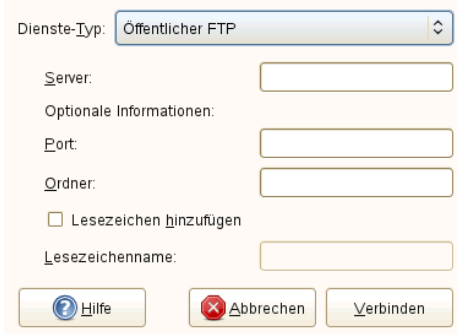 Dienste-Typ: Öffentlicher FTP
Server:
Optionale Informationen:
Port:
Ordner:
Lesezeichen hinzufügen
Lesezeichenname:
Hilfe Abbrechen Verbinden